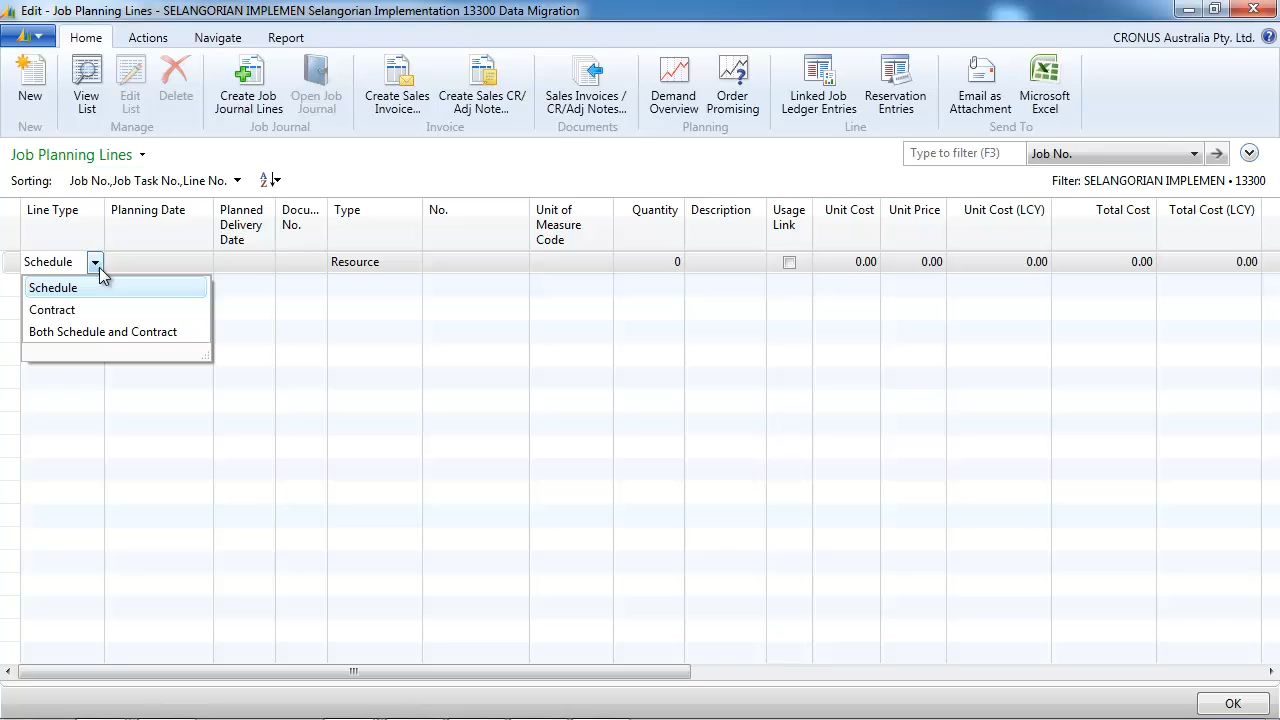 Edit - Job Planning Lines - SELANGORIAN IMPLEMEN Selangorian Implementation 13300 Data Migration
Home Actions Navigate Report CRONUS Australia Pty. Ltd.
New
View List
Edit List
Delete
Create Job Journal Lines
Open Job Journal
Create Sales Invoice...
Create Sales CR/ Adj Note...
Sales Invoices / CR/Adj Notes...
Demand Overview
Order Promising
Linked Job Ledger Entries
Reservation Entries
Email as Attachment
Microsoft Excel
New Manage Job Journal Invoice Documents Planning Line Send To
Job Planning Lines Type to filter (F3) Job No.
Sorting: Job No.,Job Task No.,Line No. A Z Filter: SELANGORIAN IMPLEMEN • 13300
Line Type
Planning Date
Planned Delivery Date
Docu... No.
Type
No.
Unit of Measure Code
Quantity
Description
Usage Link
Unit Cost
Unit Price
Unit Cost (LCY)
Total Cost
Total Cost (LCY)
Schedule Resource 0 0.00 0.00 0.00 0.00 0.00
Schedule
Contract
Both Schedule and Contract
OK